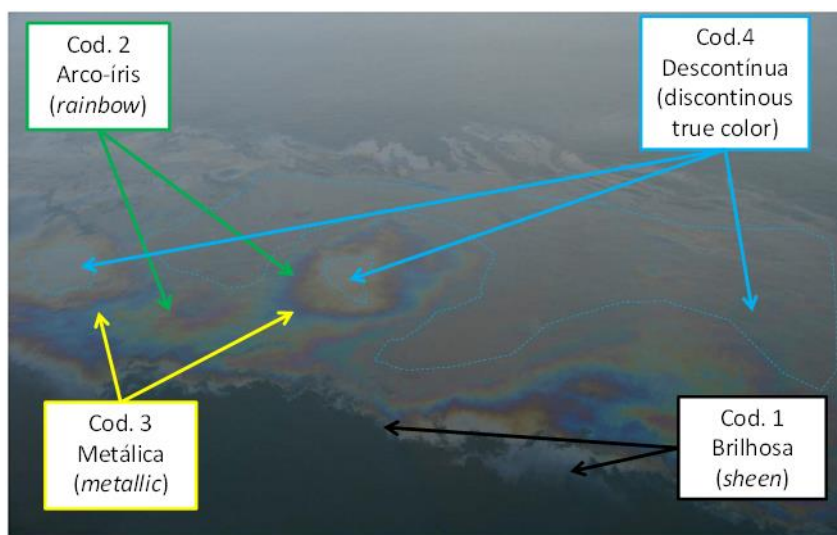 Cod. 2
Arco-íris
(rainbow)
Cod.4
Descontínua
(discontinous
true color)
Cod. 3
Metálica
(metallic)
Cod. 1
Brilhosa
(sheen)